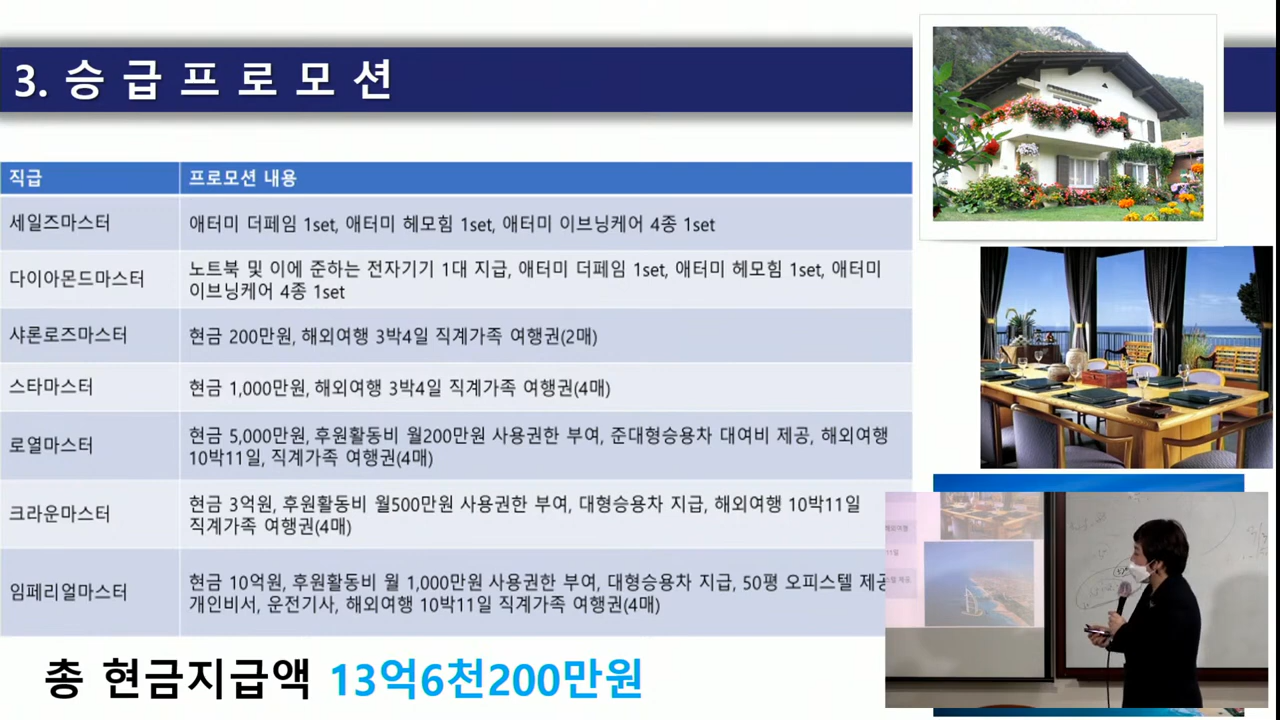 3. 승 급 프 로 모 션
직급
프로모션 내용
세일즈마스터
애터미 더페임 1set, 애터미 헤모힘 1set, 애터미 이브닝케어 4종 1set
다이아몬드마스터
노트북 및 이에 준하는 전자기기 1대 지급, 애터미 더페임 1set, 애터미 헤모힘 1set, 애터미
이브닝케어 4종 1set
샤론로즈마스터
현금 200만원, 해외여행 3박4일 직계가족 여행권(2매)
스타마스터
현금 1,000만원, 해외여행 3박4일 직계가족 여행권(4매)
로열마스터
현금 5,000만원, 후원활동비 월200만원 사용권한 부여, 준대형승용차 대여비 제공, 해외여행
10박11일, 직계가족 여행권(4매)
크라운마스터
현금 3억원, 후원활동비 월500만원 사용권한 부여, 대형승용차 지급, 해외여행 10박11일
직계가족 여행권(4매)
임페리얼마스터
현금 10억원, 후원활동비 월 1,000만원 사용권한 부여, 대형승용차 지급, 50평 오피스텔 제공
개인비서, 운전기사, 해외여행 10박11일 직계가족 여행권(4매)
총 현금지급액 13억6천200만원